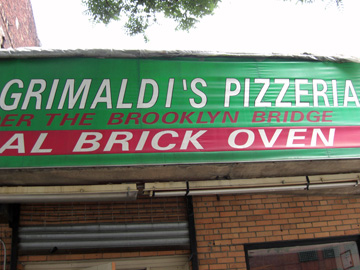 GRIMALDI'S PIZZERIA
ER THE BROOKLYN BRIDGE
AL BRICK OVEN